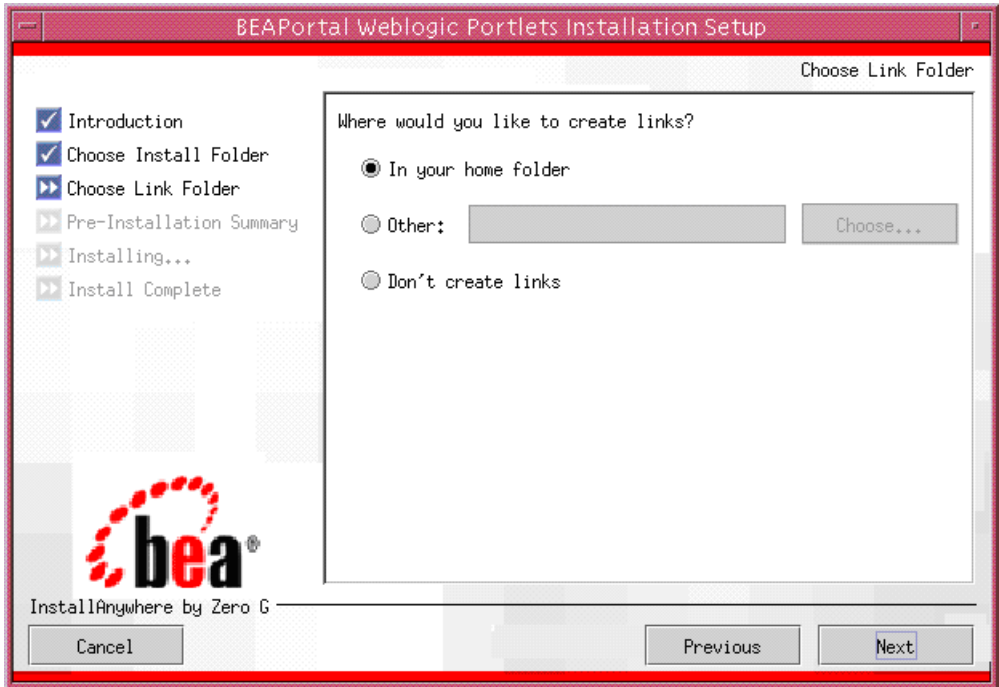 BEAPortal Weblogic Portlets Installation Setup
Choose Link Folder
Introduction
Choose Install Folder
Choose Link Folder
Pre-Installation Summary
Installing...
Install Complete
Where would you like to create links?
In your home folder
Other: Choose...
Don't create links
bea®
InstallAnywhere by Zero G
Cancel Previous Next